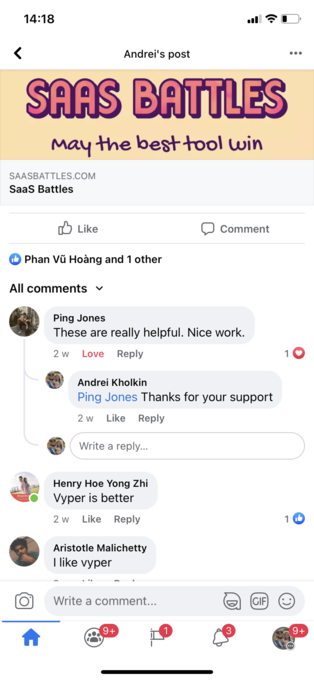 14:18
Andrei's post
SAAS BATTLES
May the best tool win
SAASBATTLES.COM
SaaS Battles
Like
Comment
Phan Vũ Hoàng and 1 other
All comments
Ping Jones
These are really helpful. Nice work.
2 w Love Reply 1
Andrei Kholkin
Ping Jones Thanks for your support
2 w Like Reply
Write a reply...
Henry Hoe Yong Zhi
Vyper is better
2 w Like Reply 1
Aristotle Malichetty
I like vyper
Write a comment...
GIF
9+ 1 3 9+